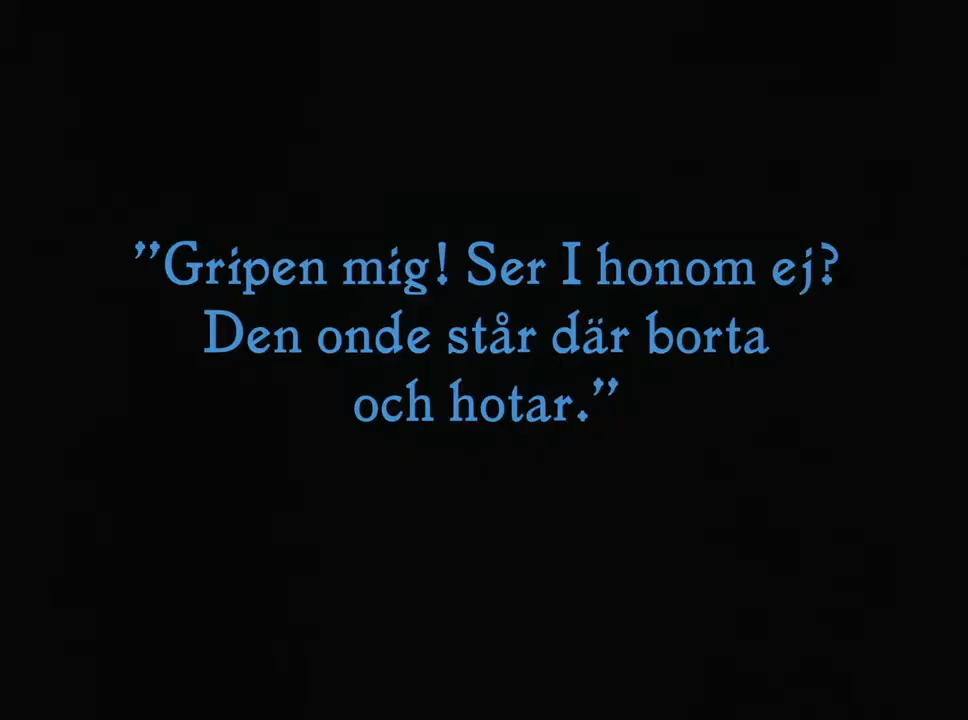 ”Gripen mig! Ser I honom ej?
Den onde står där borta
och hotar.”